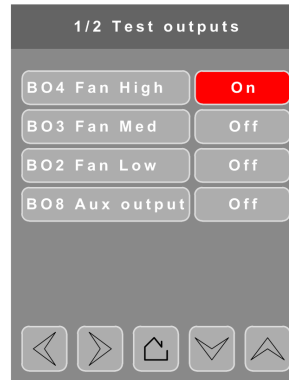 1/2 Test outputs
BO4 Fan High On
BO3 Fan Med Off
BO2 Fan Low Off
BO8 Aux output Off